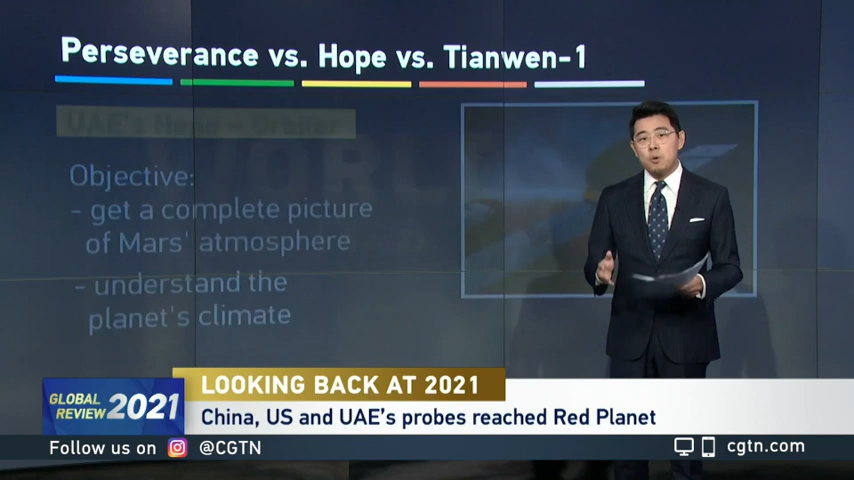 Perseverance vs. Hope vs. Tianwen-1
UAE's Hope - Orbiter
Objective:
- get a complete picture
of Mars' atmosphere
- understand the
planet's climate
LOOKING BACK AT 2021
GLOBAL
REVIEW 2021
China, US and UAE's probes reached Red Planet
Follow us on @CGTN
cgtn.com